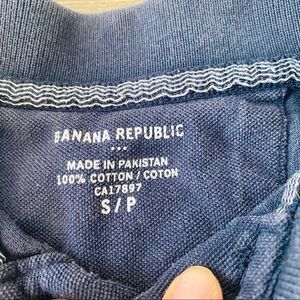 BANANA REPUBLIC
...
MADE IN PAKISTAN
100% COTTON / COTON
CA17897
S / P